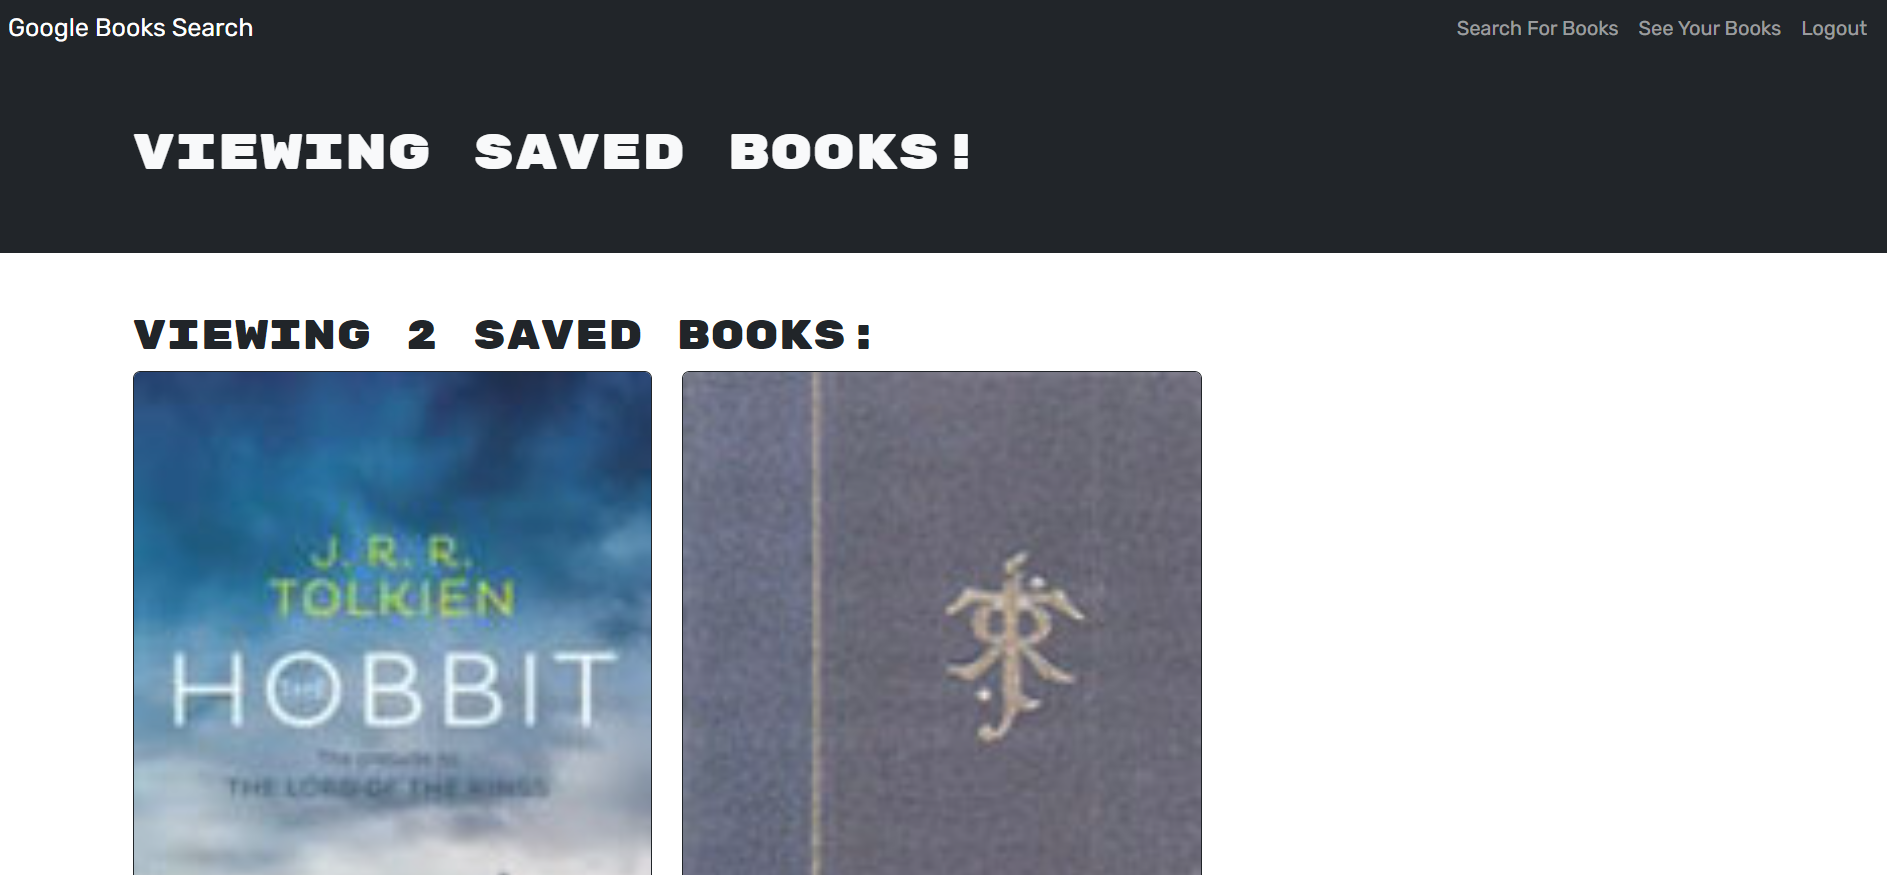 Google Books Search
Search For Books See Your Books Logout
VIEWING SAVED BOOKS!
VIEWING 2 SAVED BOOKS:
J. R. R.
TOLKIEN
THE
HOBBIT
The prelude to
THE LORD OF THE RINGS